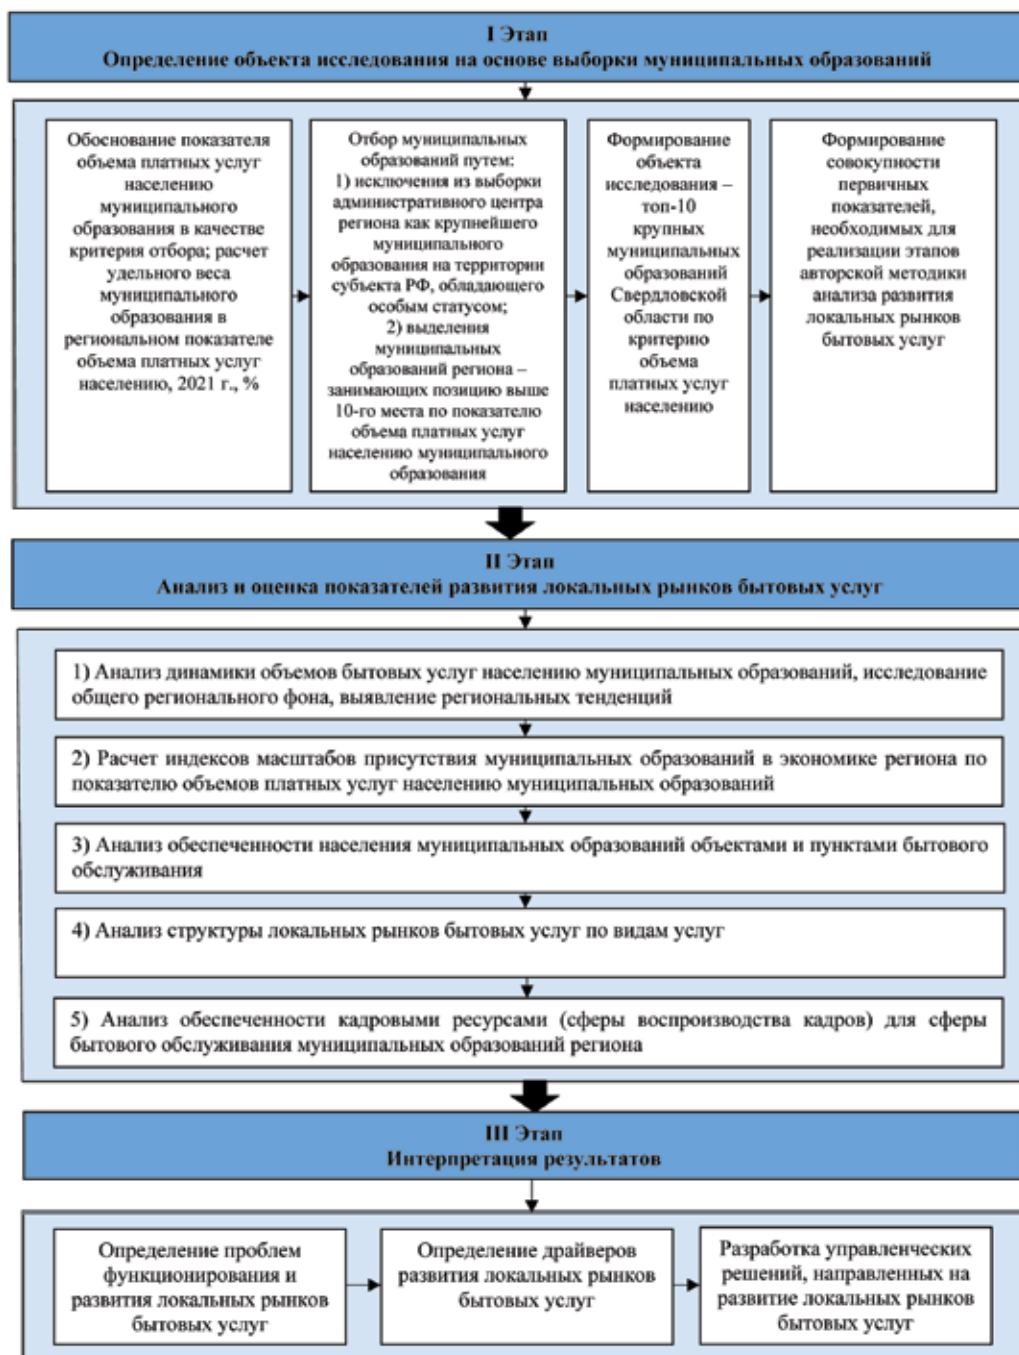 I Этап
Определение объекта исследования на основе выборки муниципальных образований
Обоснование показателя
объема платных услуг
населению
муниципального
образования в качестве
критерия отбора; расчет
удельного веса
муниципального
образования в
региональном показателе
объема платных услуг
населению, 2021 г., %
Отбор муниципальных
образований путем:
1) исключения из выборки
административного центра
региона как крупнейшего
муниципального
образования на территории
субъекта РФ, обладающего
особым статусом;
2) выделения
муниципальных
образований региона –
занимающих позицию выше
10-го места по показателю
объема платных услуг
населению муниципального
образования
Формирование
объекта
исследования –
топ-10
крупных
муниципальных
образований
Свердловской
области по
критерию
объема
платных услуг
населению
Формирование
совокупности
первичных
показателей,
необходимых для
реализации этапов
авторской методики
анализа развития
локальных рынков
бытовых услуг
II Этап
Анализ и оценка показателей развития локальных рынков бытовых услуг
1) Анализ динамики объемов бытовых услуг населению муниципальных образований, исследование
общего регионального фона, выявление региональных тенденций
2) Расчет индексов масштабов присутствия муниципальных образований в экономике региона по
показателю объемов платных услуг населению муниципальных образований
3) Анализ обеспеченности населения муниципальных образований объектами и пунктами бытового
обслуживания
4) Анализ структуры локальных рынков бытовых услуг по видам услуг
5) Анализ обеспеченности кадровыми ресурсами (сферы воспроизводства кадров) для сферы
бытового обслуживания муниципальных образований региона
III Этап
Интерпретация результатов
Определение проблем
функционирования и
развития локальных рынков
бытовых услуг
Определение драйверов
развития локальных рынков
бытовых услуг
Разработка управленческих
решений, направленных на
развитие локальных рынков
бытовых услуг